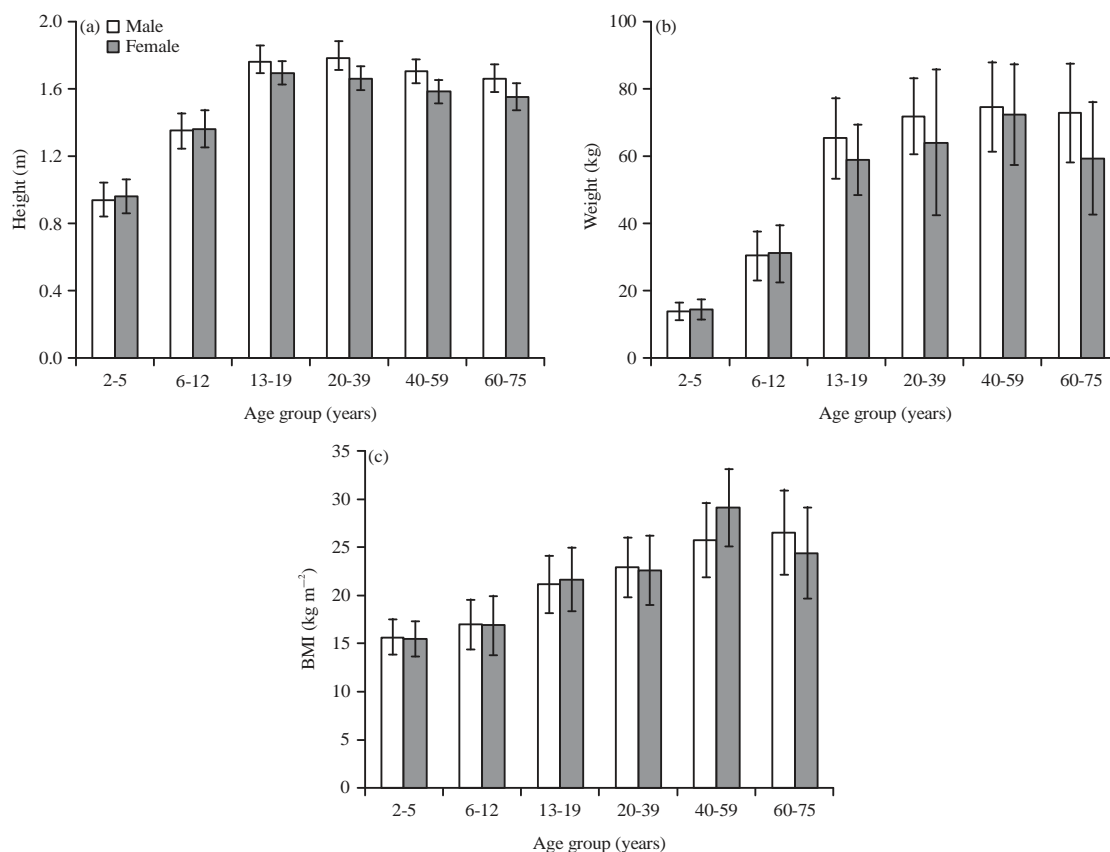 (a)
Male
Female
2.0
1.6
1.2
0.8
0.4
0.0
Height (m)
2-5 6-12 13-19 20-39 40-59 60-75
Age group (years)
(b)
100
80
60
40
20
0
Weight (kg)
2-5 6-12 13-19 20-39 40-59 60-75
Age group (years)
(c)
35
30
25
20
15
10
5
0
BMI (kg m⁻²)
2-5 6-12 13-19 20-39 40-59 60-75
Age group (years)